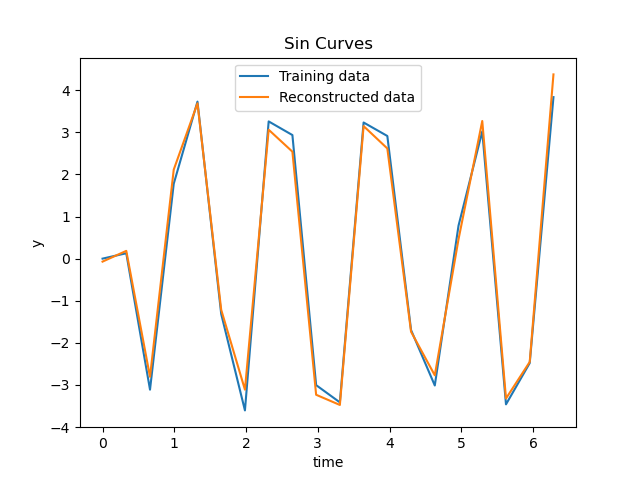 Sin Curves
Training data
Reconstructed data
4
3
2
1
0
−1
−2
−3
−4
y
0 1 2 3 4 5 6
time